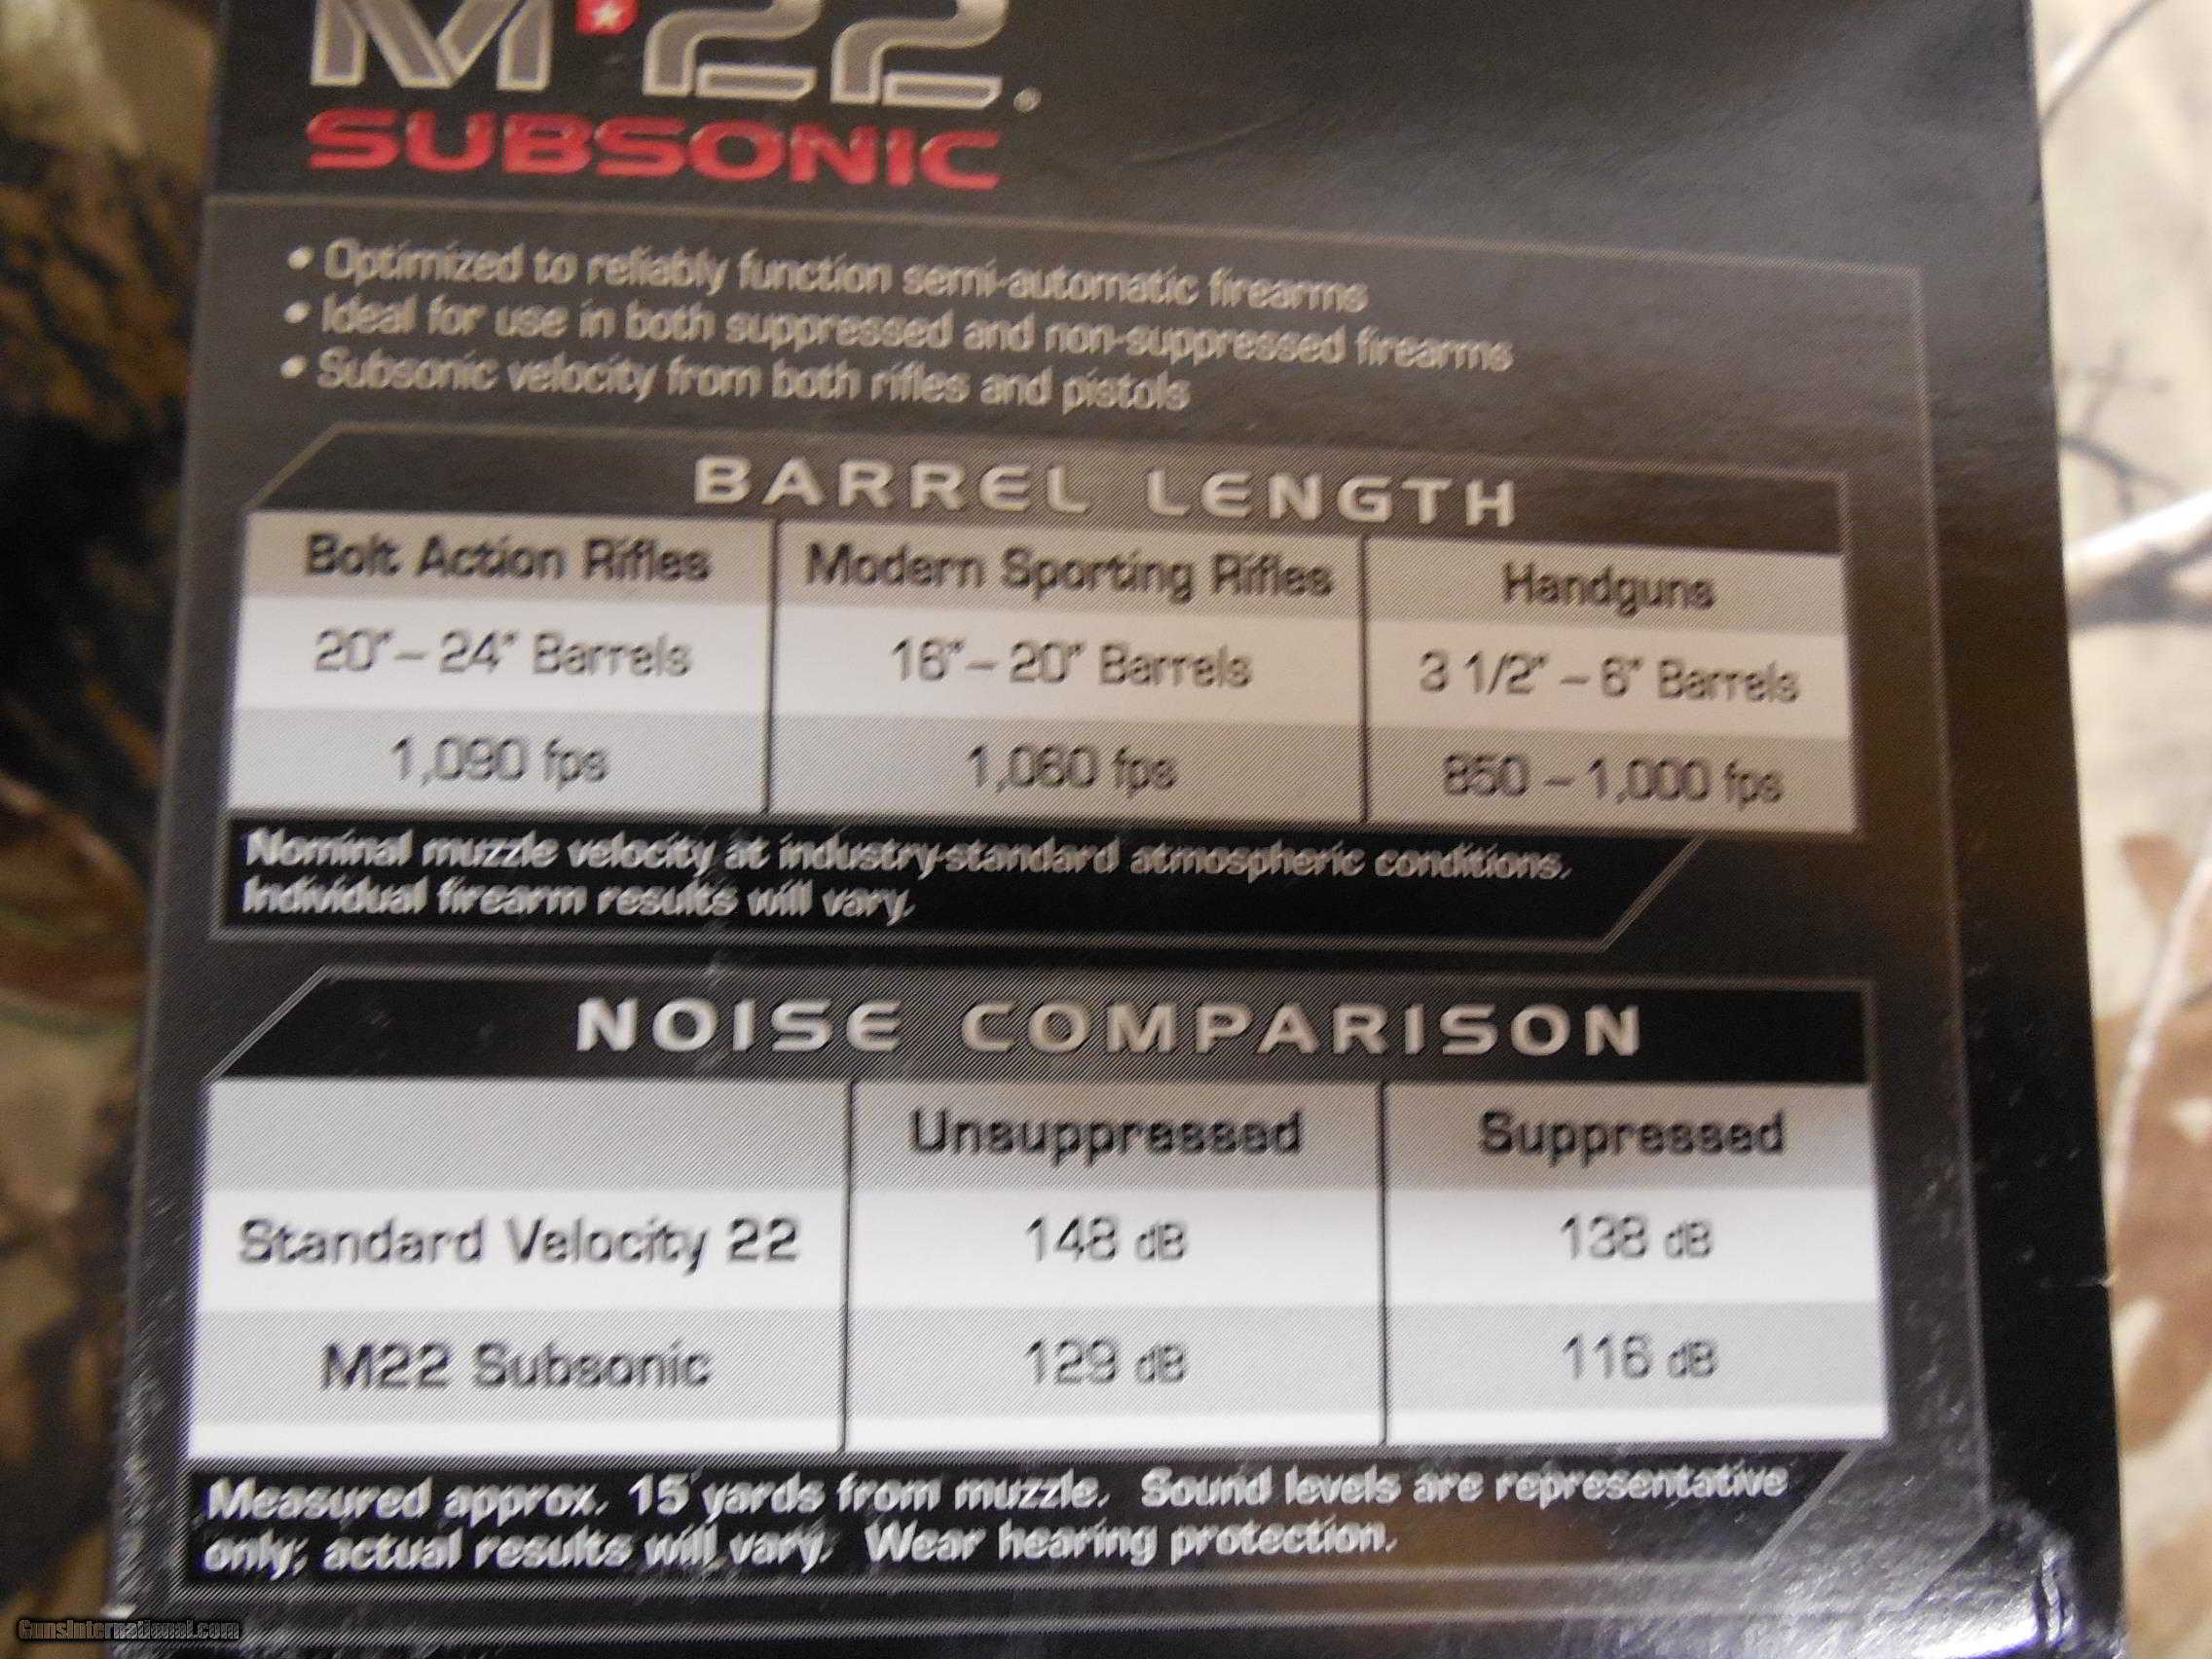 M★22®
SUBSONIC
• Optimized to reliably function semi-automatic firearms
• Ideal for use in both suppressed and non-suppressed firearms
• Subsonic velocity from both rifles and pistols
BARREL LENGTH
Bolt Action Rifles Modern Sporting Rifles Handguns
20"– 24" Barrels 16"– 20" Barrels 3 1/2" – 6" Barrels
1,090 fps 1,060 fps 850 – 1,000 fps
Nominal muzzle velocity at industry-standard atmospheric conditions.
Individual firearm results will vary.
NOISE COMPARISON
Unsuppressed Suppressed
Standard Velocity 22 148 dB 138 dB
M22 Subsonic 129 dB 116 dB
Measured approx. 15 yards from muzzle. Sound levels are representative
only; actual results will vary. Wear hearing protection.
GunsInternational.com